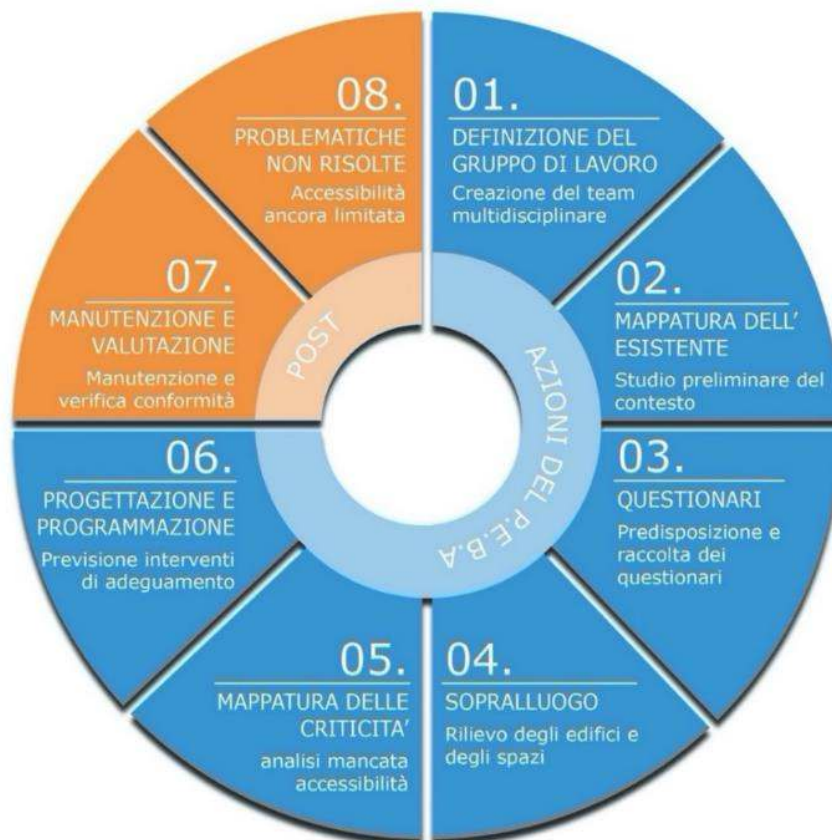 01.
DEFINIZIONE DEL
GRUPPO DI LAVORO
Creazione del team
multidisciplinare
02.
MAPPATURA DELL'
ESISTENTE
Studio preliminare del
contesto
03.
QUESTIONARI
Predisposizione e
raccolta dei
questionari
04.
SOPRALLUOGO
Rilievo degli edifici e
degli spazi
05.
MAPPATURA DELLE
CRITICITA'
analisi mancata
accessibilità
06.
PROGETTAZIONE E
PROGRAMMAZIONE
Previsione interventi
di adeguamento
07.
MANUTENZIONE E
VALUTAZIONE
Manutenzione e
verifica conformità
08.
PROBLEMATICHE
NON RISOLTE
Accessibilità
ancora limitata
POST
AZIONI DEL P.E.B.A